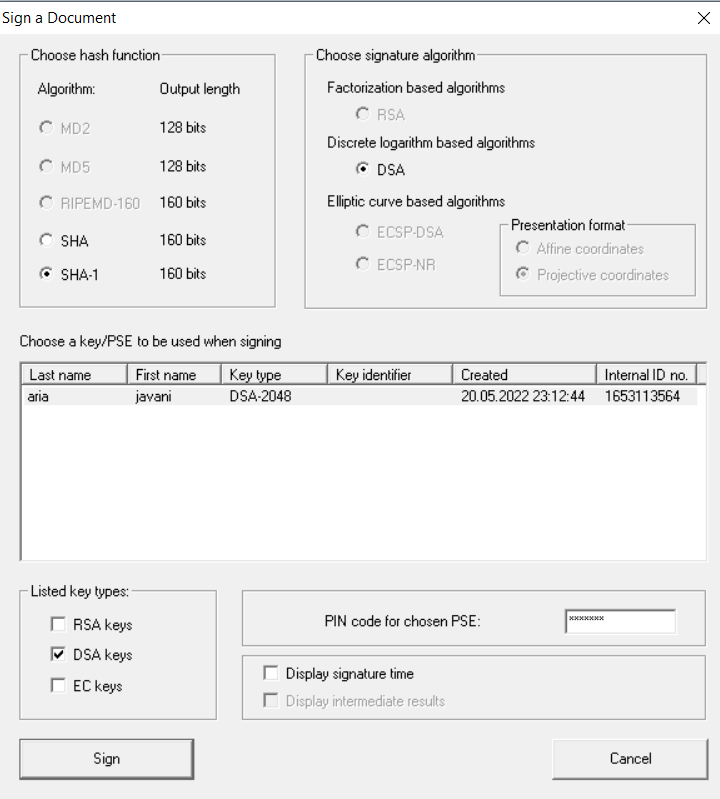 Sign a Document
Choose hash function
Algorithm: Output length
MD2 128 bits
MD5 128 bits
RIPEMD-160 160 bits
SHA 160 bits
SHA-1 160 bits
Choose signature algorithm
Factorization based algorithms
RSA
Discrete logarithm based algorithms
DSA
Elliptic curve based algorithms
ECSP-DSA
ECSP-NR
Presentation format
Affine coordinates
Projective coordinates
Choose a key/PSE to be used when signing
Last name First name Key type Key identifier Created Internal ID no.
aria javani DSA-2048 20.05.2022 23:12:44 1653113564
Listed key types:
RSA keys
DSA keys
EC keys
PIN code for chosen PSE: *******
Display signature time
Display intermediate results
Sign
Cancel